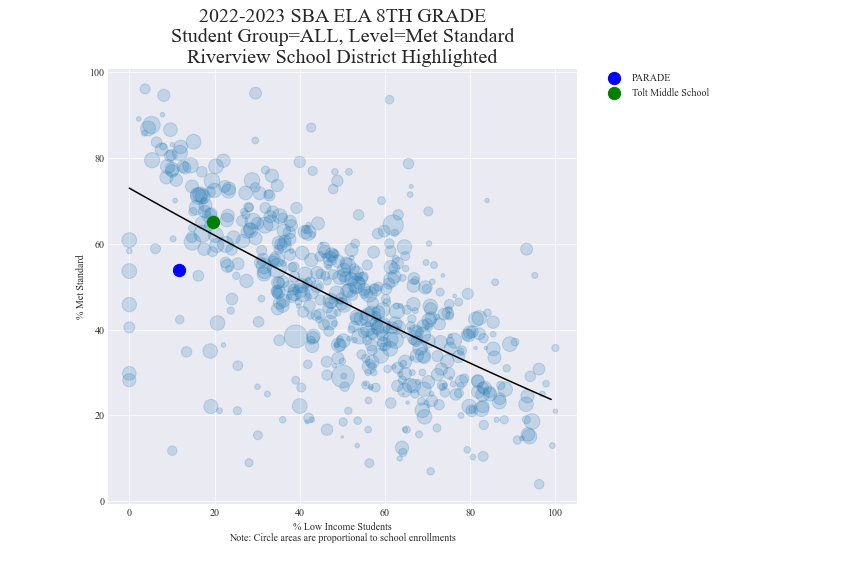 2022-2023 SBA ELA 8TH GRADE
Student Group=ALL, Level=Met Standard
Riverview School District Highlighted
PARADE
Tolt Middle School
100
80
60
40
20
0
% Met Standard
0 20 40 60 80 100
% Low Income Students
Note: Circle areas are proportional to school enrollments